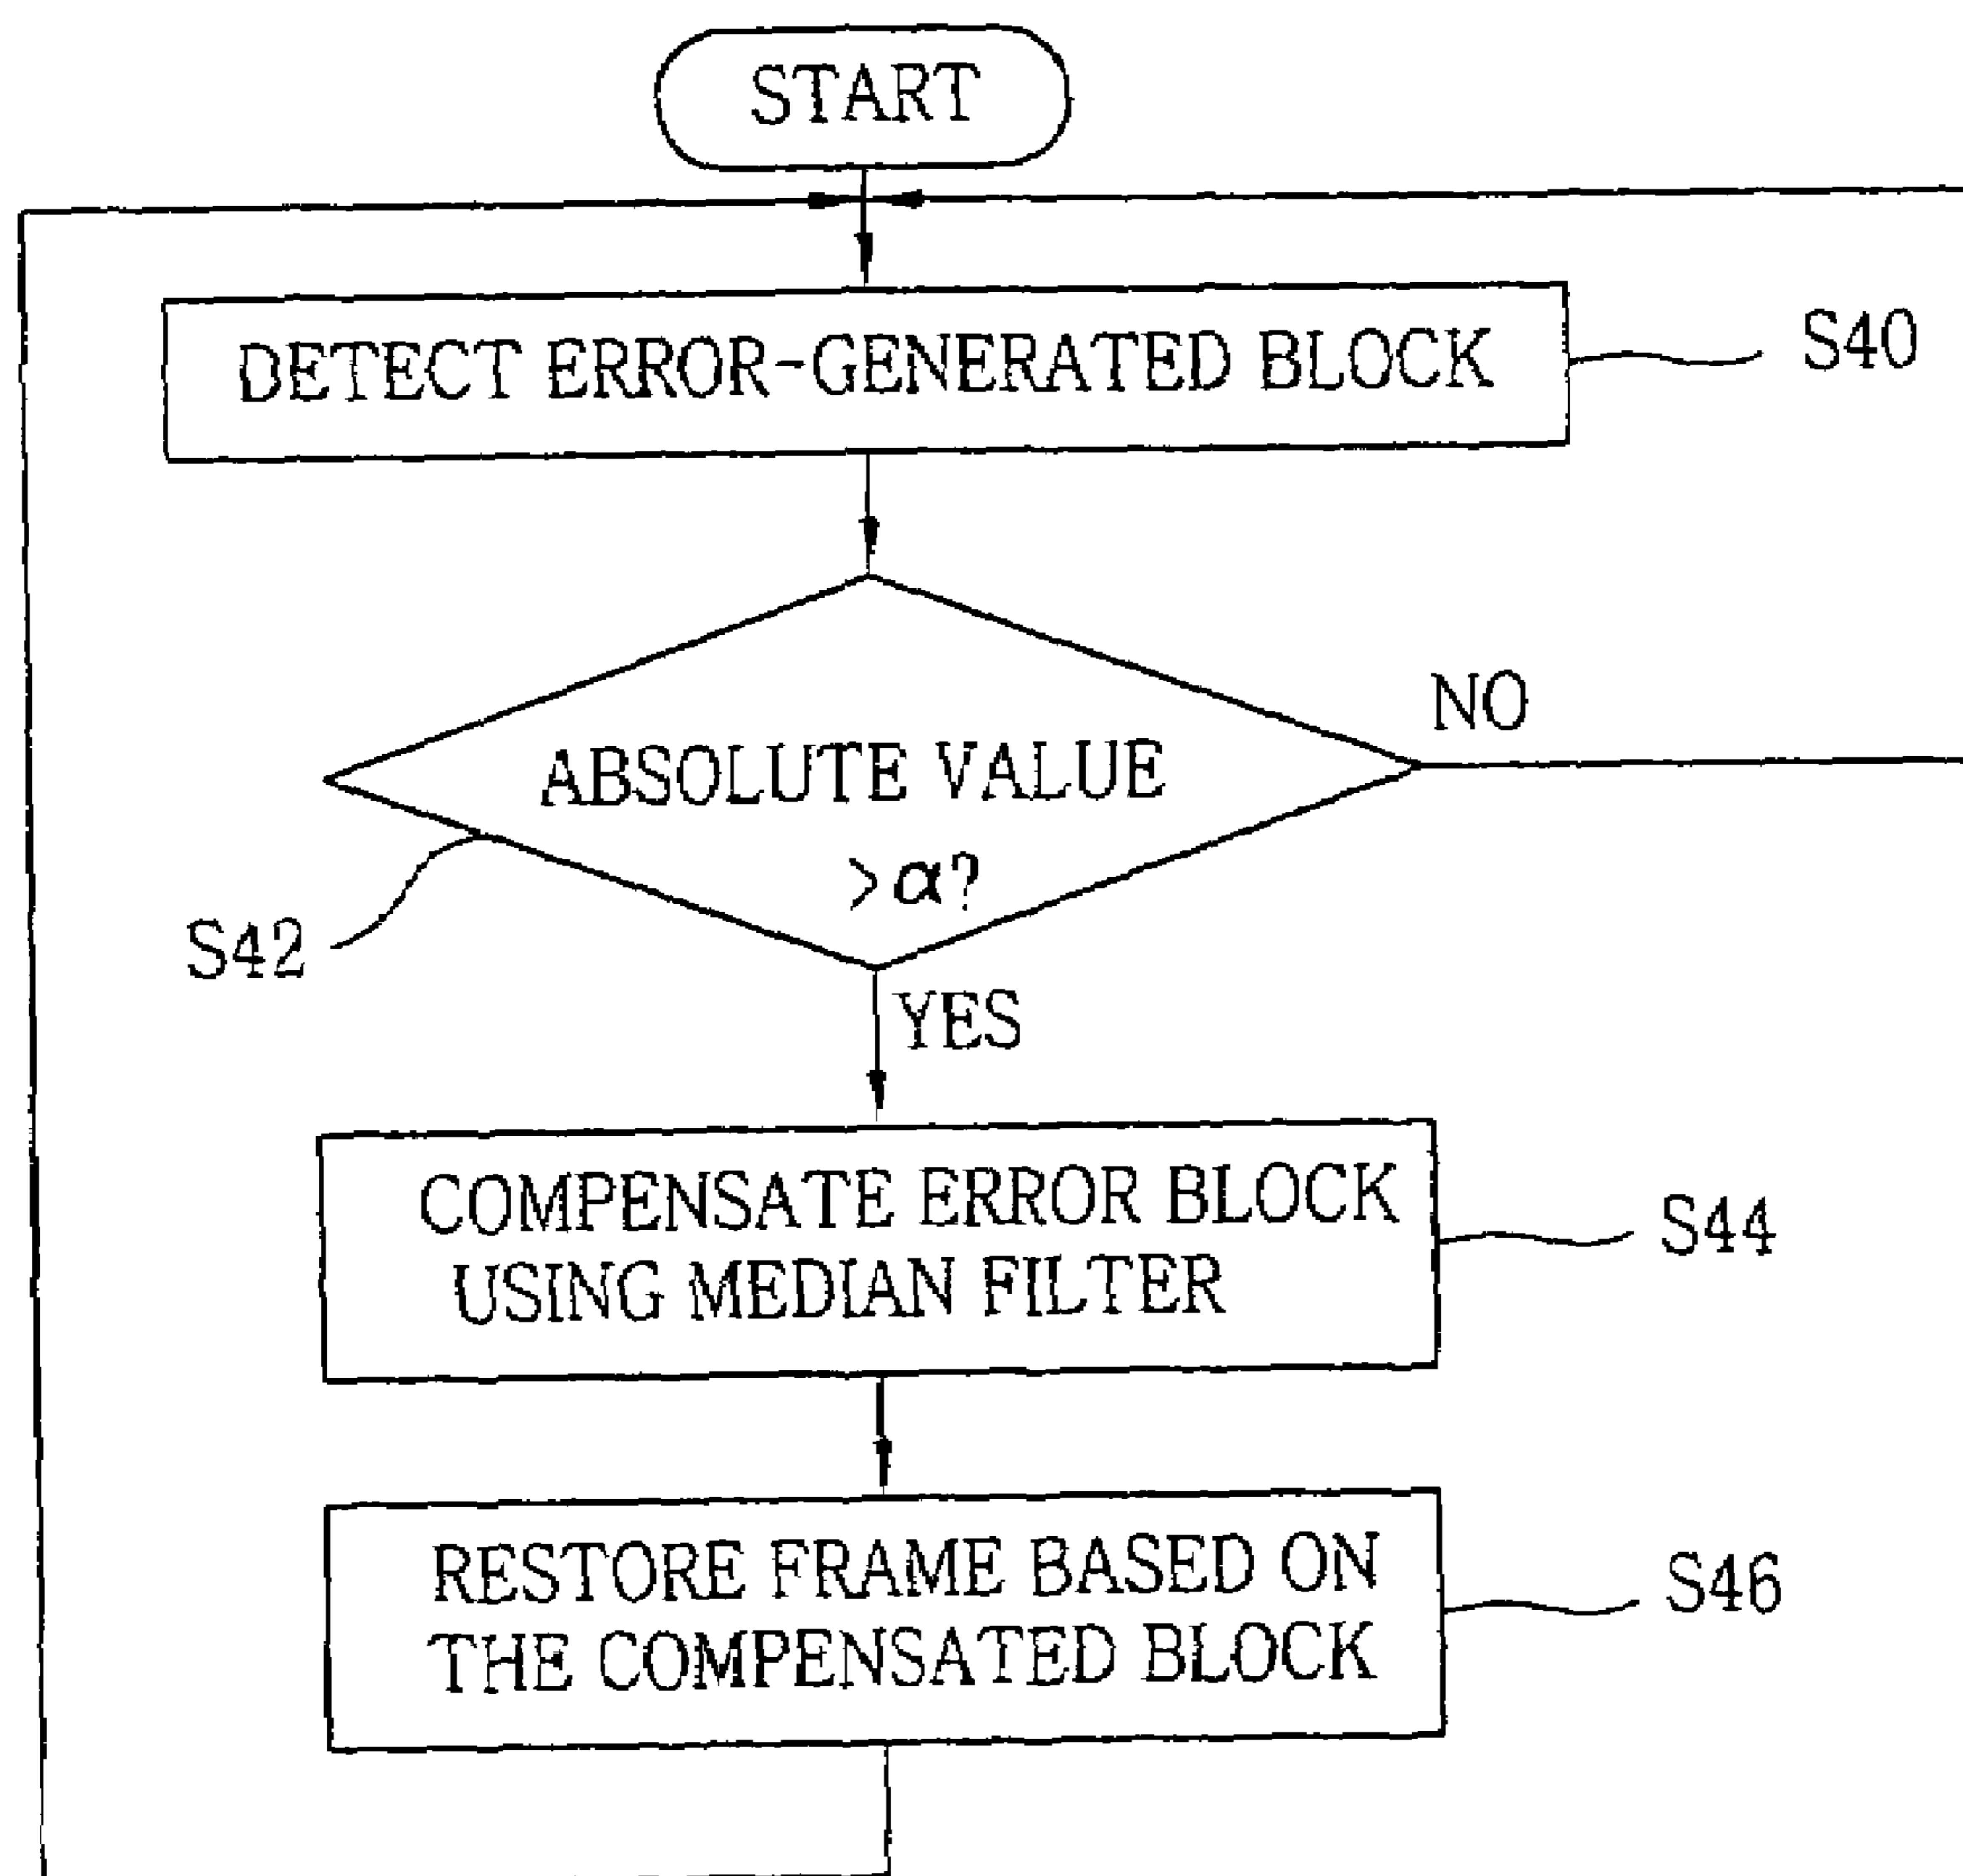 START
DETECT ERROR-GENERATED BLOCK
S40
NO
ABSOLUTE VALUE
>α?
S42
YES
COMPENSATE ERROR BLOCK
USING MEDIAN FILTER
S44
RESTORE FRAME BASED ON
THE COMPENSATED BLOCK
S46